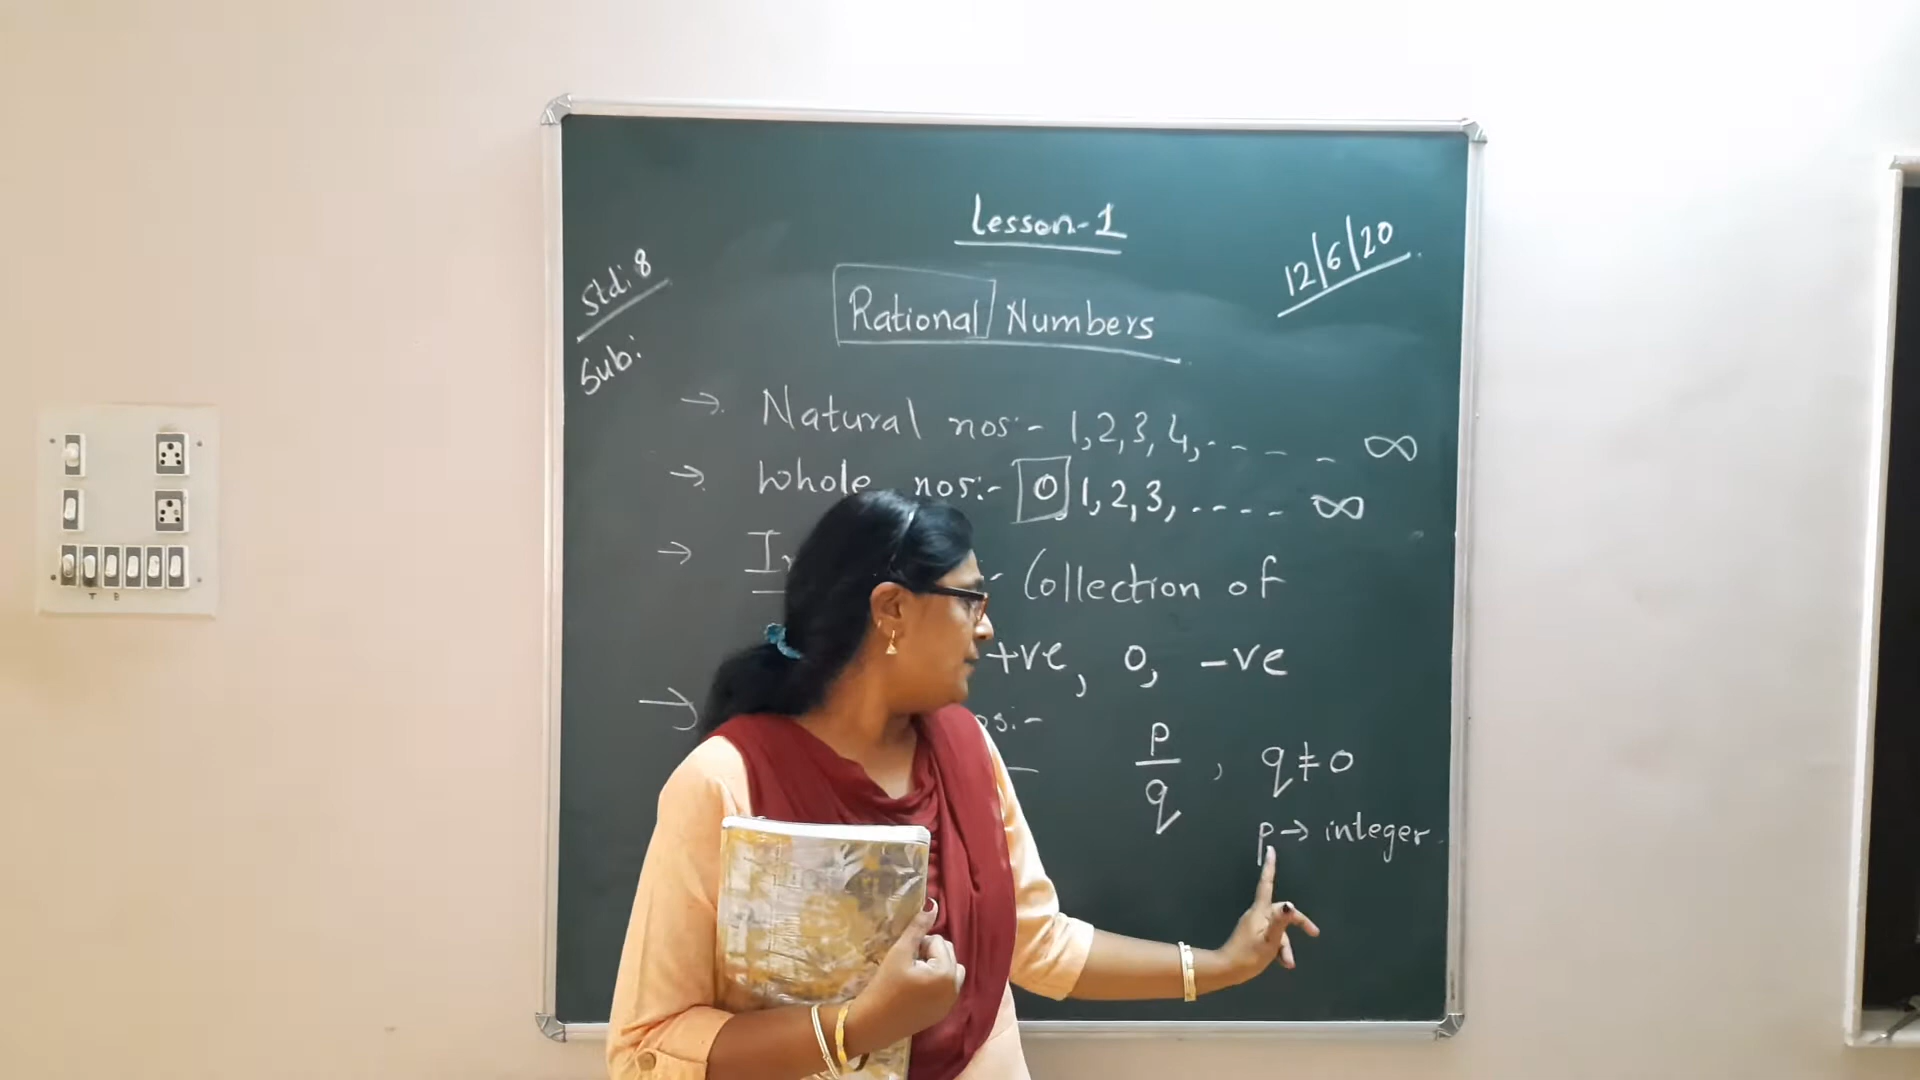 Lesson-1
12/6/20
Std: 8
Sub:
Rational Numbers
→ Natural nos:- 1,2,3,4,---- ∞
→ Whole nos:- 0,1,2,3,.---- ∞
→ - Collection of
+ve, 0, -ve
→ :-
p/q , q≠0
p→ integer.